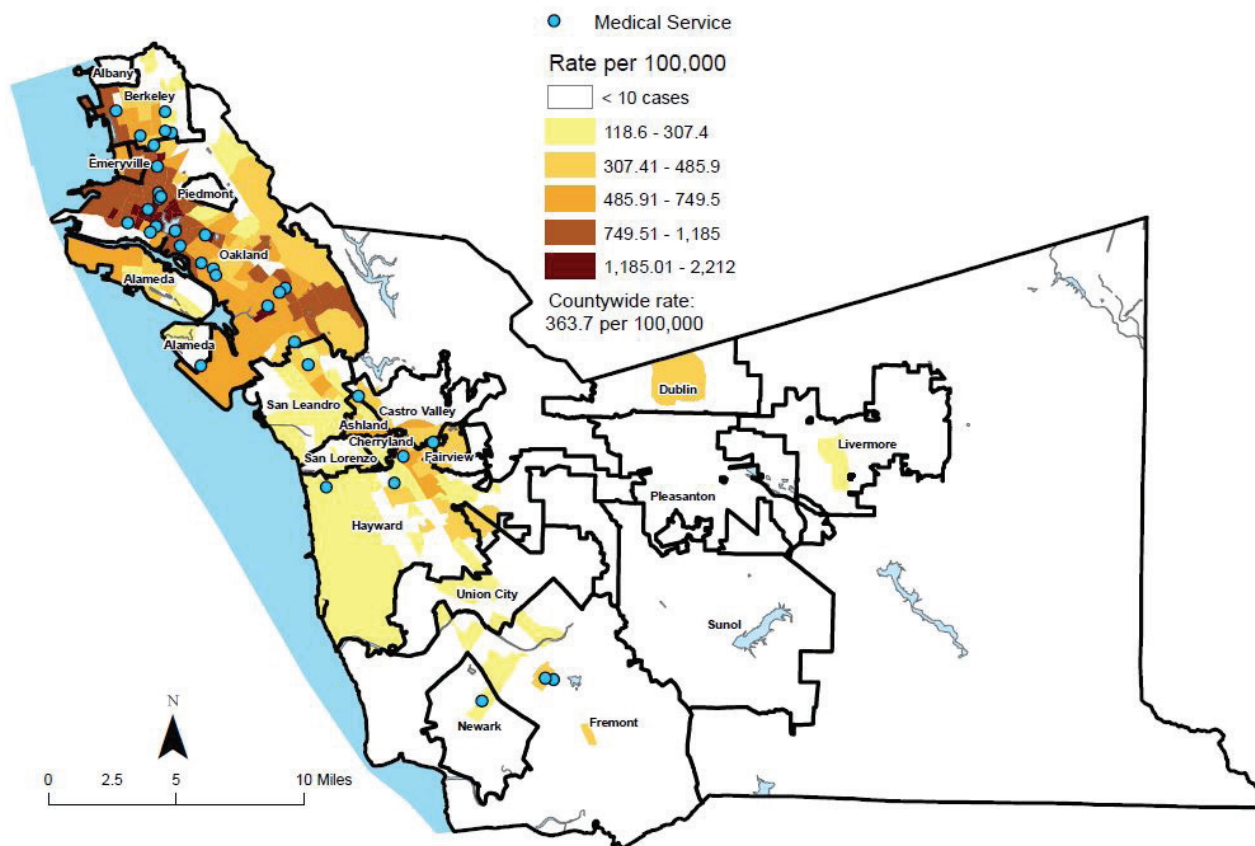 Medical Service
Rate per 100,000
< 10 cases
118.6 - 307.4
307.41 - 485.9
485.91 - 749.5
749.51 - 1,185
1,185.01 - 2,212
Countywide rate:
363.7 per 100,000
Albany
Berkeley
Emeryville
Piedmont
Oakland
Alameda
Alameda
San Leandro
Castro Valley
Ashland
Cherryland
San Lorenzo
Fairview
Dublin
Livermore
Pleasanton
Hayward
Union City
Sunol
Newark
Fremont
N
0 2.5 5 10 Miles